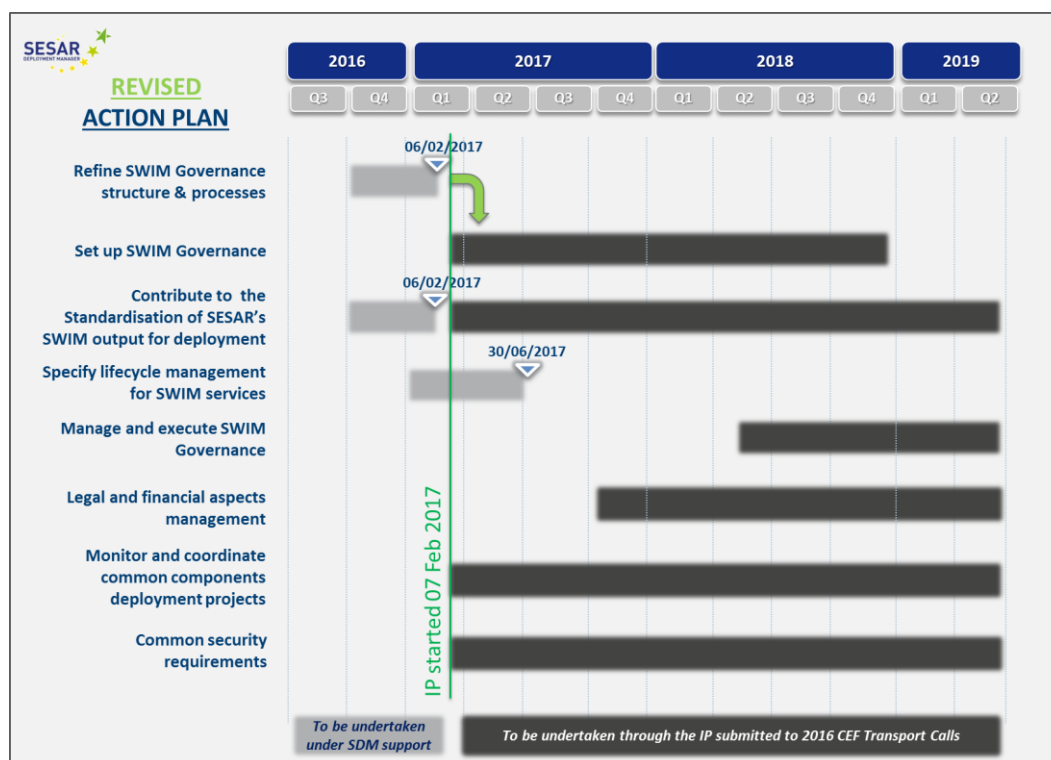 SESAR
DEPLOYMENT MANAGER
REVISED
ACTION PLAN
2016
2017
2018
2019
Q3
Q4
Q1
Q2
Q3
Q4
Q1
Q2
Q3
Q4
Q1
Q2
06/02/2017
Refine SWIM Governance
structure & processes
Set up SWIM Governance
06/02/2017
Contribute to the
Standardisation of SESAR’s
SWIM output for deployment
30/06/2017
Specify lifecycle management
for SWIM services
Manage and execute SWIM
Governance
Legal and financial aspects
management
Monitor and coordinate
common components
deployment projects
Common security
requirements
IP started 07 Feb 2017
To be undertaken
under SDM support
To be undertaken through the IP submitted to 2016 CEF Transport Calls